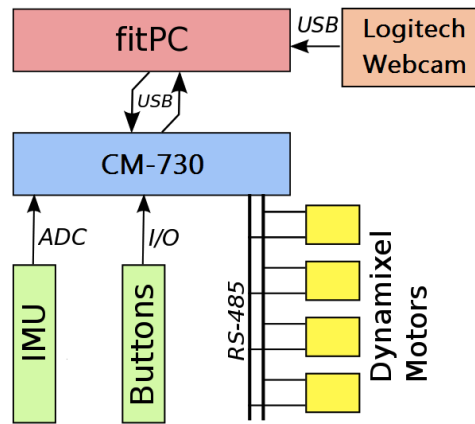 fitPC
USB
Logitech
Webcam
USB
CM-730
ADC
I/O
IMU
Buttons
RS-485
Dynamixel
Motors